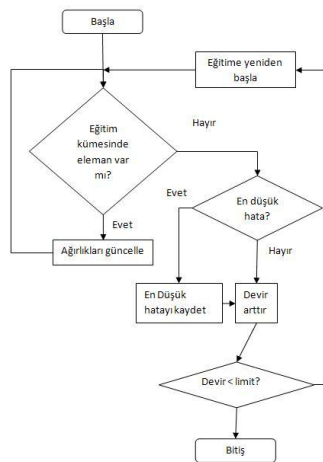 Başla
Eğitime yeniden
başla
Eğitim
kümesinde
eleman var
mı?
Hayır
Evet
Ağırlıkları güncelle
En düşük
hata?
Evet
Hayır
En Düşük
hatayı kaydet
Devir
arttır
Devir < limit?
Bitiş